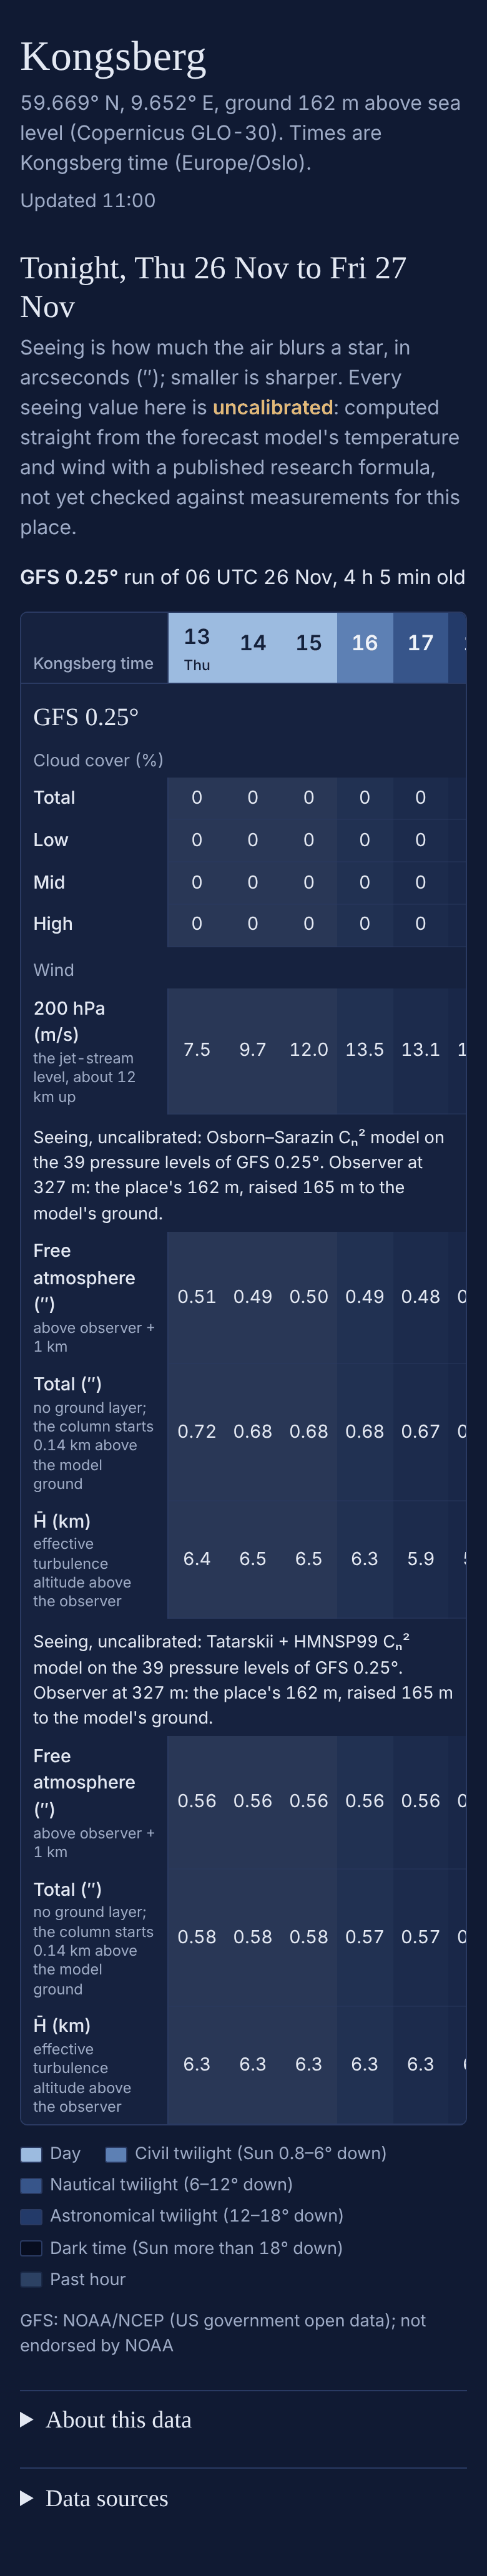 Kongsberg
59.669° N, 9.652° E, ground 162 m above sea
level (Copernicus GLO-30). Times are
Kongsberg time (Europe/Oslo).
Updated 11:00
Tonight, Thu 26 Nov to Fri 27
Nov
Seeing is how much the air blurs a star, in
arcseconds (″); smaller is sharper. Every
seeing value here is uncalibrated: computed
straight from the forecast model's temperature
and wind with a published research formula,
not yet checked against measurements for this
place.
GFS 0.25° run of 06 UTC 26 Nov, 4 h 5 min old
Kongsberg time 13 Thu 14 15 16 17
GFS 0.25°
Cloud cover (%)
Total 0 0 0 0 0
Low 0 0 0 0 0
Mid 0 0 0 0 0
High 0 0 0 0 0
Wind
200 hPa
(m/s)
the jet-stream
level, about 12
km up
7.5 9.7 12.0 13.5 13.1
Seeing, uncalibrated: Osborn–Sarazin Cₙ² model on
the 39 pressure levels of GFS 0.25°. Observer at
327 m: the place's 162 m, raised 165 m to the
model's ground.
Free
atmosphere
(″)
above observer +
1 km
0.51 0.49 0.50 0.49 0.48
Total (″)
no ground layer;
the column starts
0.14 km above
the model
ground
0.72 0.68 0.68 0.68 0.67
H̄ (km)
effective
turbulence
altitude above
the observer
6.4 6.5 6.5 6.3 5.9
Seeing, uncalibrated: Tatarskii + HMNSP99 Cₙ²
model on the 39 pressure levels of GFS 0.25°.
Observer at 327 m: the place's 162 m, raised 165 m
to the model's ground.
Free
atmosphere
(″)
above observer +
1 km
0.56 0.56 0.56 0.56 0.56
Total (″)
no ground layer;
the column starts
0.14 km above
the model
ground
0.58 0.58 0.58 0.57 0.57
H̄ (km)
effective
turbulence
altitude above
the observer
6.3 6.3 6.3 6.3 6.3
Day Civil twilight (Sun 0.8–6° down)
Nautical twilight (6–12° down)
Astronomical twilight (12–18° down)
Dark time (Sun more than 18° down)
Past hour
GFS: NOAA/NCEP (US government open data); not
endorsed by NOAA
About this data
Data sources